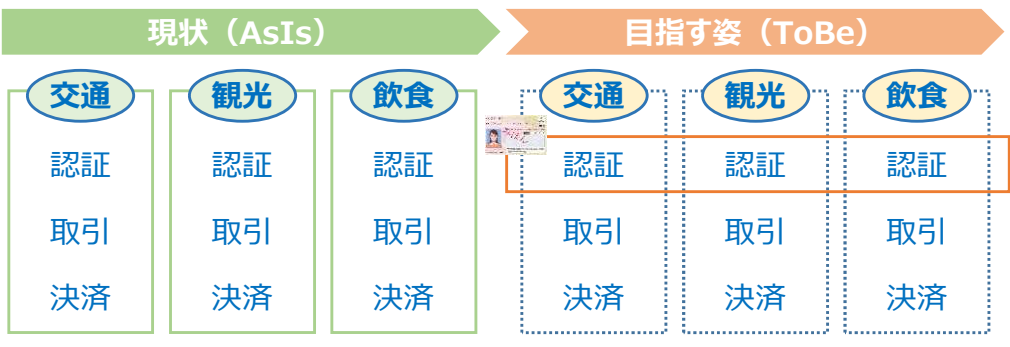 現状（AsIs）
目指す姿（ToBe）
交通 観光 飲食 交通 観光 飲食
認証 認証 認証 認証 認証 認証
取引 取引 取引 取引 取引 取引
決済 決済 決済 決済 決済 決済